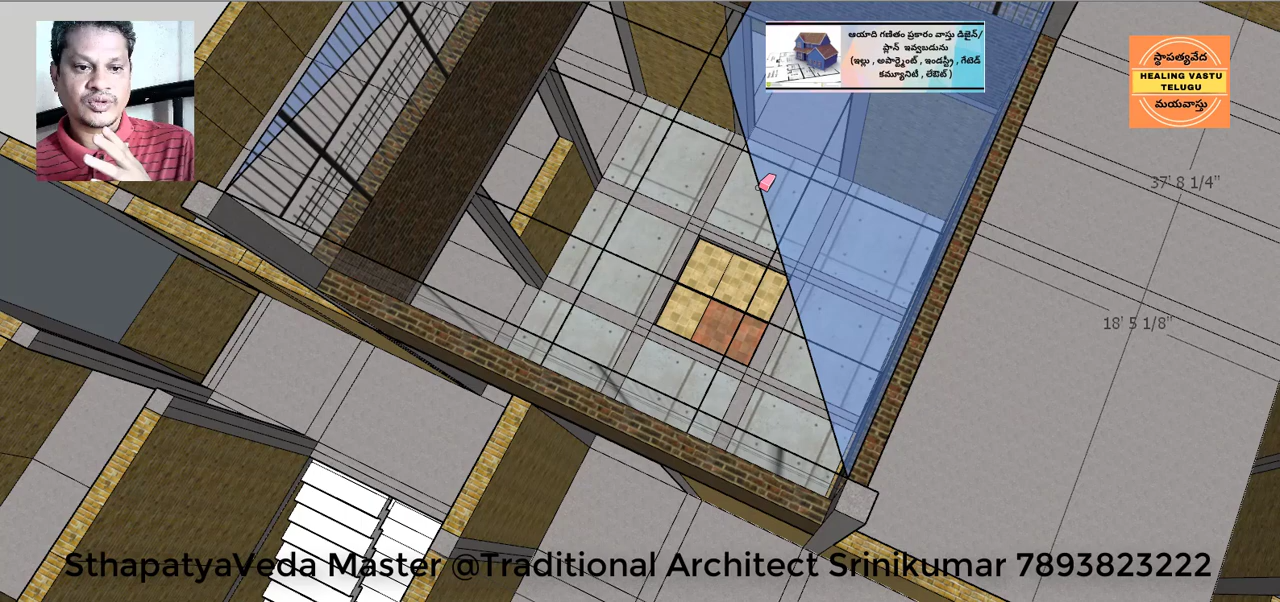 ఆయాది గణితం ప్రకారం వాస్తు డిజైన్/
ప్లాన్ ఇవ్వబడును
(ఇల్లు , అపార్ట్మెంట్ , ఇండస్ట్రీ , గేటెడ్
కమ్యూనిటీ , లేఔట్ )
స్థాపత్యవేద
HEALING VASTU
TELUGU
మయవాస్తు
37' 8 1/4"
18' 5 1/8"
SthapatyaVeda Master @Traditional Architect Srinikumar 7893823222